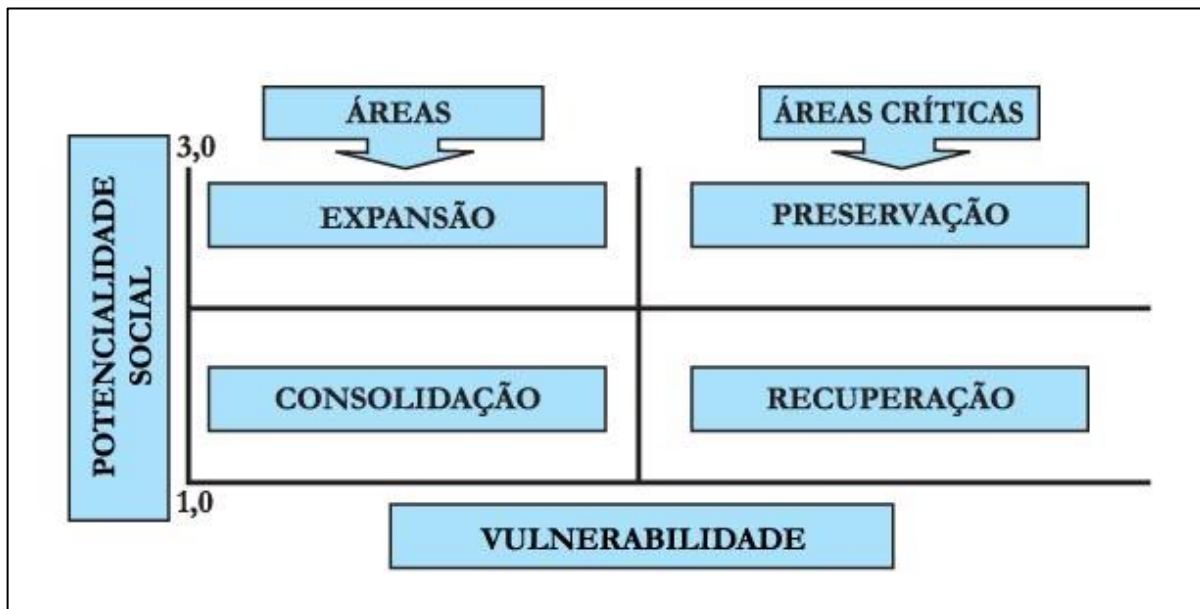 ÁREAS
ÁREAS CRÍTICAS
3,0
EXPANSÃO
PRESERVAÇÃO
POTENCIALIDADE
SOCIAL
CONSOLIDAÇÃO
RECUPERAÇÃO
1,0
VULNERABILIDADE